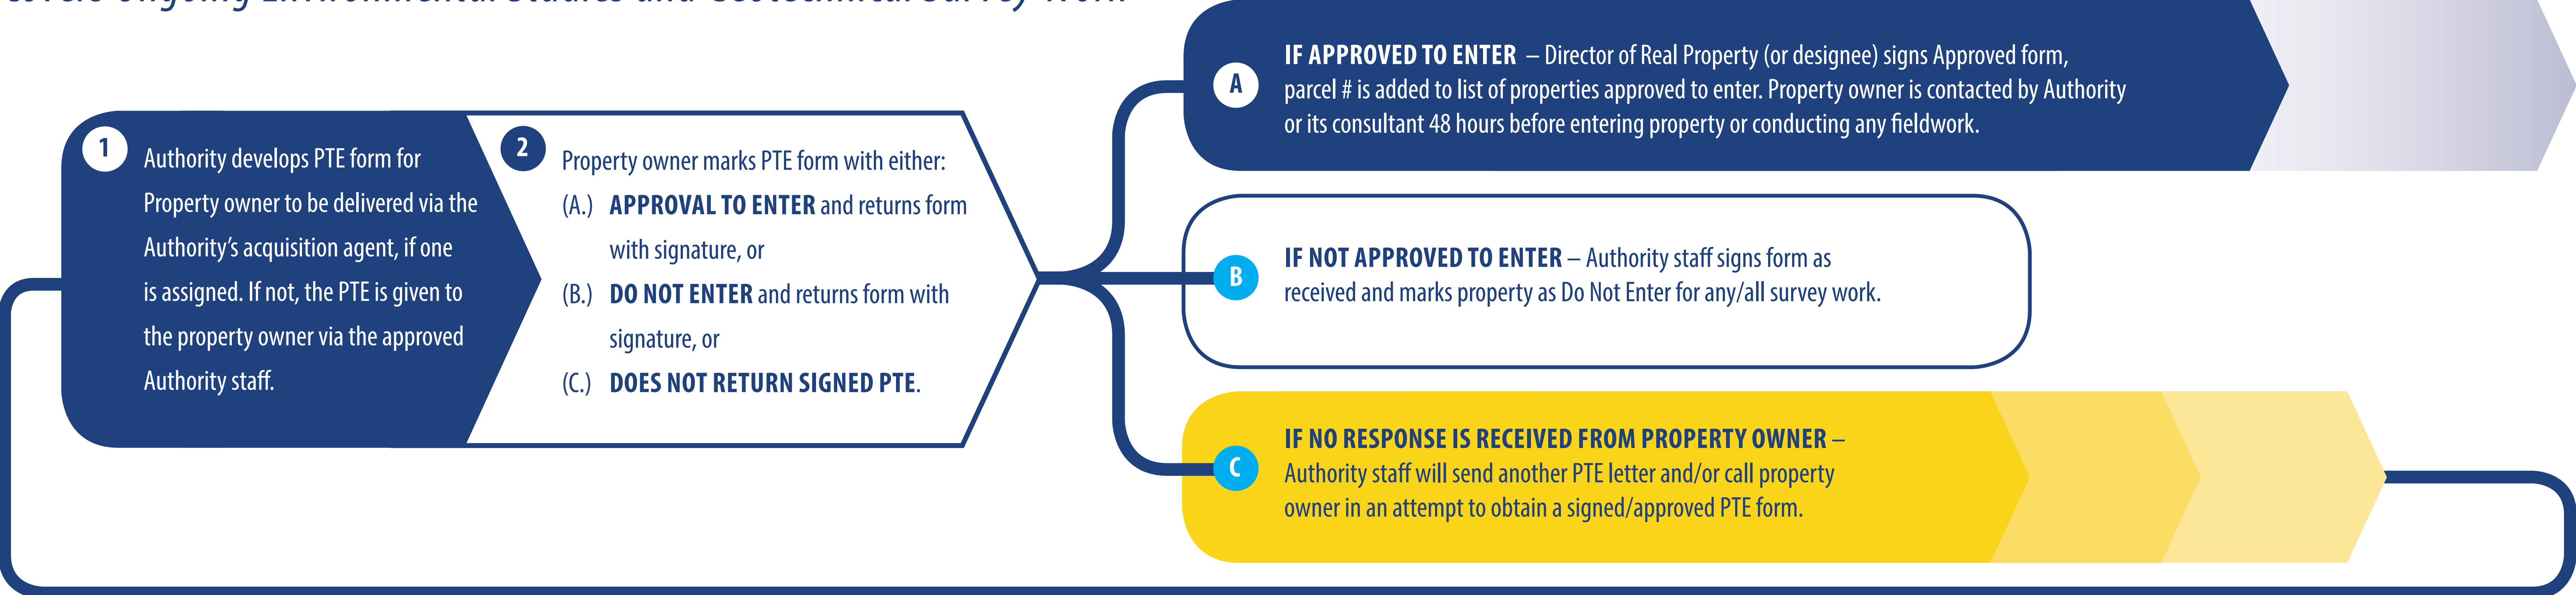 Covers Ongoing Environmental Studies and Geotechnical Survey Work
1
Authority develops PTE form for
Property owner to be delivered via the
Authority's acquisition agent, if one
is assigned. If not, the PTE is given to
the property owner via the approved
Authority staff.
2
Property owner marks PTE form with either:
(A.) APPROVAL TO ENTER and returns form
with signature, or
(B.) DO NOT ENTER and returns form with
signature, or
(C.) DOES NOT RETURN SIGNED PTE.
A
IF APPROVED TO ENTER – Director of Real Property (or designee) signs Approved form,
parcel # is added to list of properties approved to enter. Property owner is contacted by Authority
or its consultant 48 hours before entering property or conducting any fieldwork.
B
IF NOT APPROVED TO ENTER – Authority staff signs form as
received and marks property as Do Not Enter for any/all survey work.
C
IF NO RESPONSE IS RECEIVED FROM PROPERTY OWNER –
Authority staff will send another PTE letter and/or call property
owner in an attempt to obtain a signed/approved PTE form.